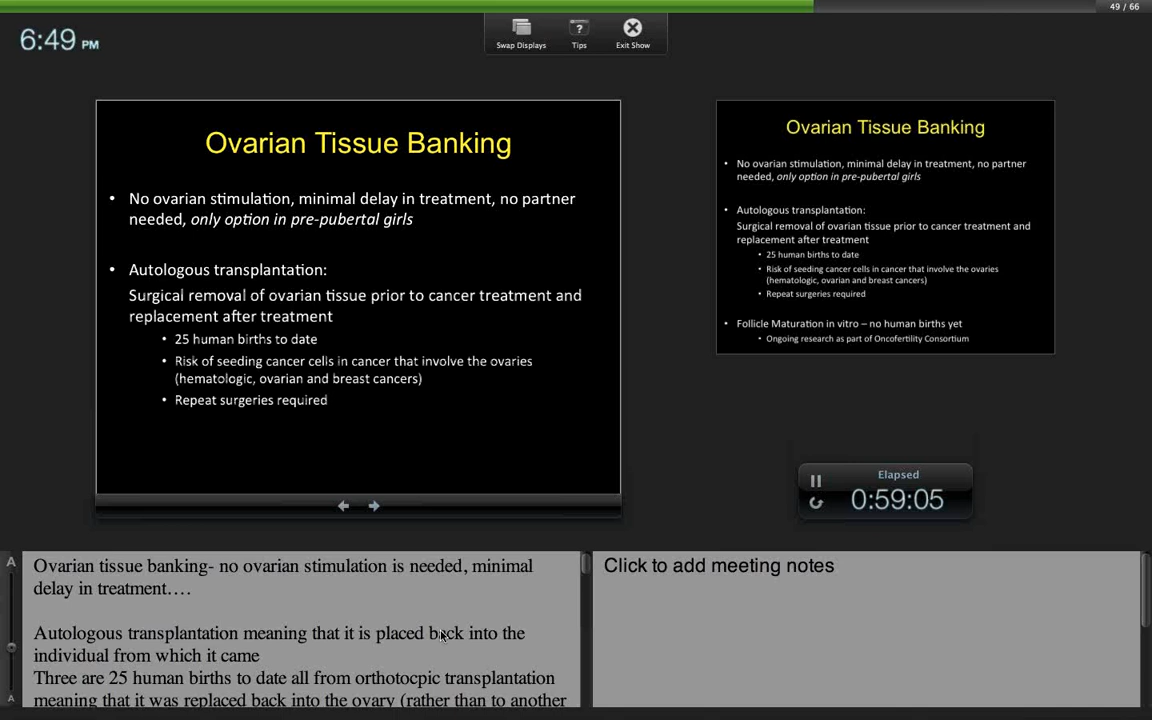 49 / 66
6:49 PM
Swap Displays
Tips
Exit Show
Ovarian Tissue Banking
• No ovarian stimulation, minimal delay in treatment, no partner
needed, only option in pre-pubertal girls
• Autologous transplantation:
Surgical removal of ovarian tissue prior to cancer treatment and
replacement after treatment
• 25 human births to date
• Risk of seeding cancer cells in cancer that involve the ovaries
(hematologic, ovarian and breast cancers)
• Repeat surgeries required
Ovarian Tissue Banking
• No ovarian stimulation, minimal delay in treatment, no partner
needed, only option in pre-pubertal girls
• Autologous transplantation:
Surgical removal of ovarian tissue prior to cancer treatment and
replacement after treatment
• 25 human births to date
• Risk of seeding cancer cells in cancer that involve the ovaries
(hematologic, ovarian and breast cancers)
• Repeat surgeries required
• Follicle Maturation in vitro – no human births yet
• Ongoing research as part of Oncofertility Consortium
Elapsed
0:59:05
A
A
Ovarian tissue banking- no ovarian stimulation is needed, minimal
delay in treatment….
Autologous transplantation meaning that it is placed back into the
individual from which it came
Three are 25 human births to date all from orthotocpic transplantation
meaning that it was replaced back into the ovary (rather than to another
Click to add meeting notes